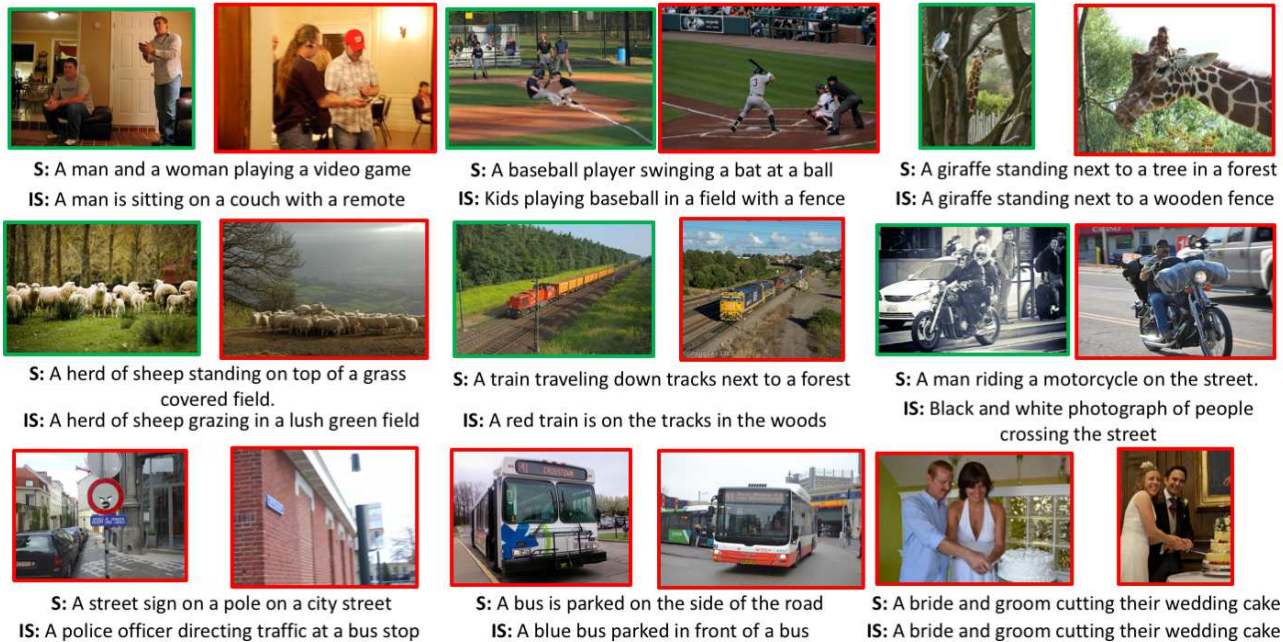 S: A man and a woman playing a video game
IS: A man is sitting on a couch with a remote
S: A baseball player swinging a bat at a ball
IS: Kids playing baseball in a field with a fence
S: A giraffe standing next to a tree in a forest
IS: A giraffe standing next to a wooden fence
S: A herd of sheep standing on top of a grass
covered field.
IS: A herd of sheep grazing in a lush green field
S: A train traveling down tracks next to a forest
IS: A red train is on the tracks in the woods
S: A man riding a motorcycle on the street.
IS: Black and white photograph of people
crossing the street
41 CROSSTOWN
S: A street sign on a pole on a city street
IS: A police officer directing traffic at a bus stop
S: A bus is parked on the side of the road
IS: A blue bus parked in front of a bus
S: A bride and groom cutting their wedding cake
IS: A bride and groom cutting their wedding cake